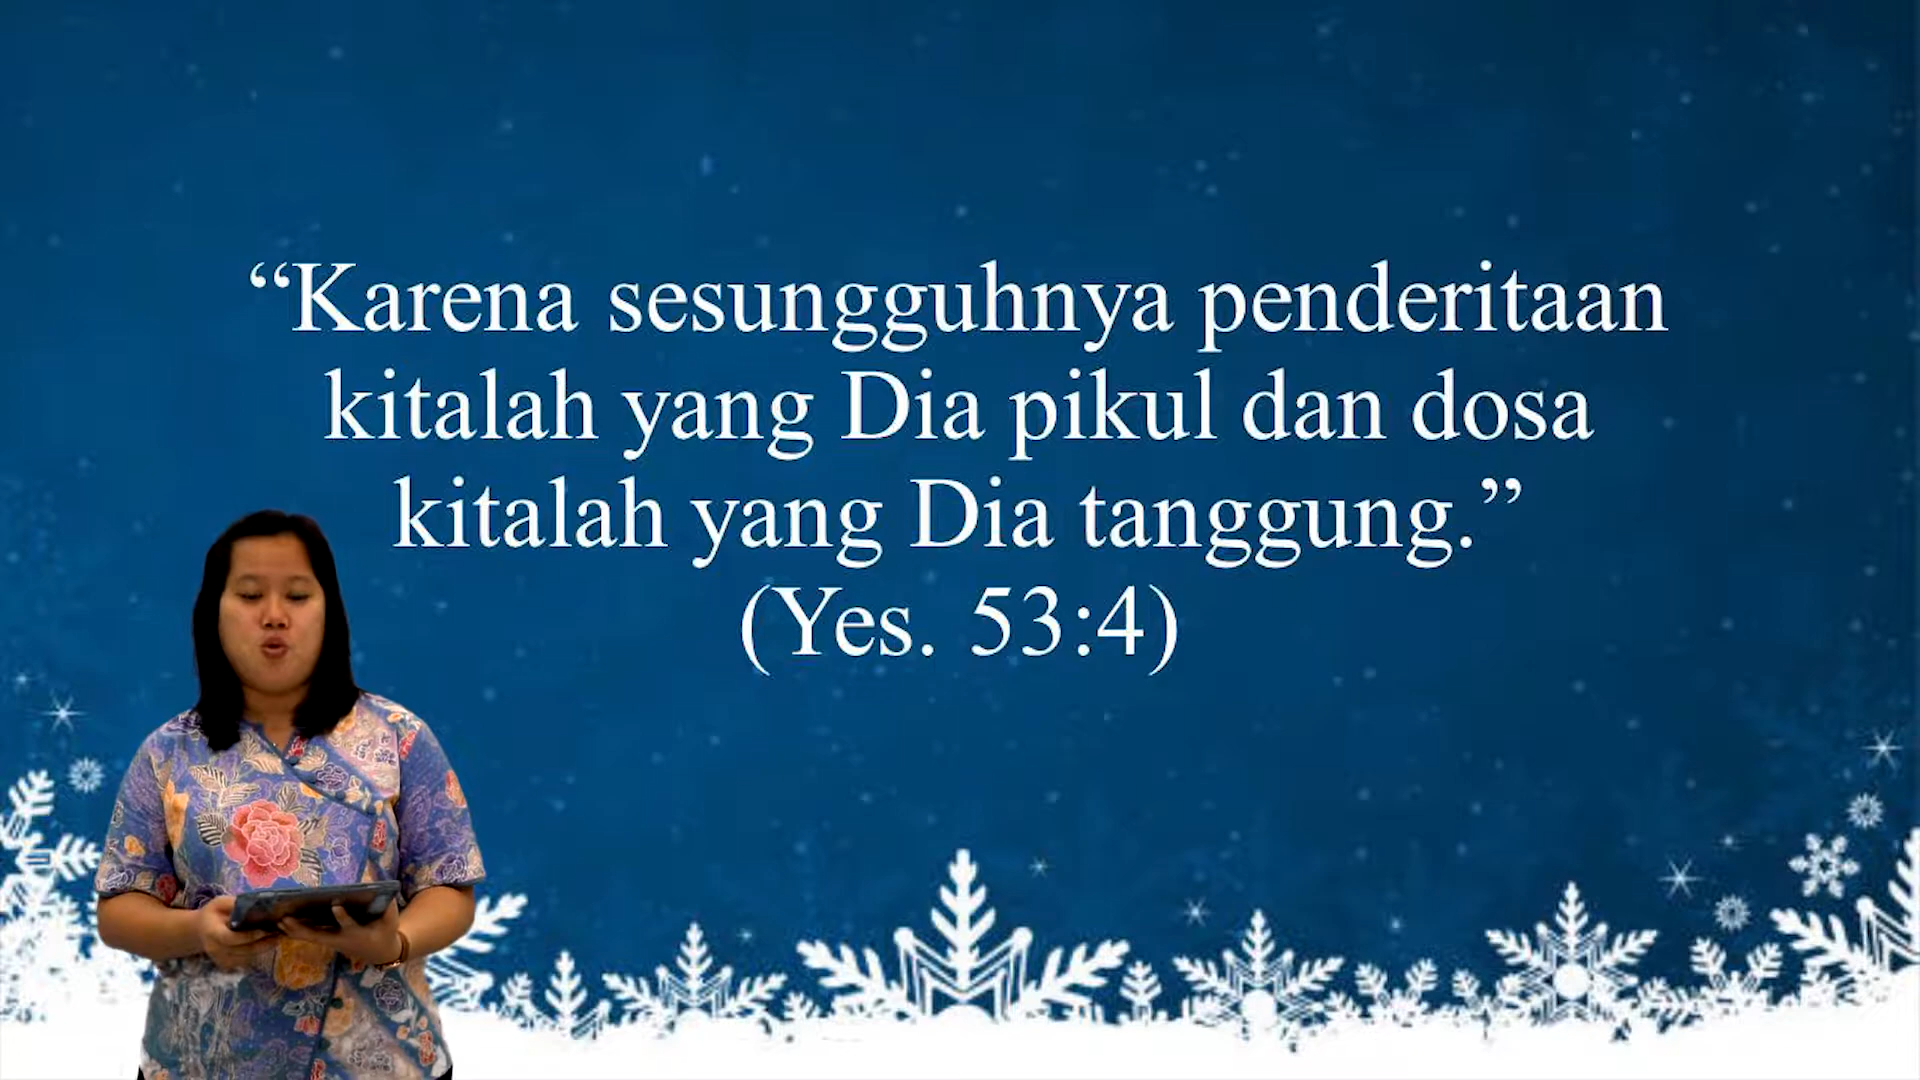 “Karena sesungguhnya penderitaan
kitalah yang Dia pikul dan dosa
kitalah yang Dia tanggung.”
(Yes. 53:4)